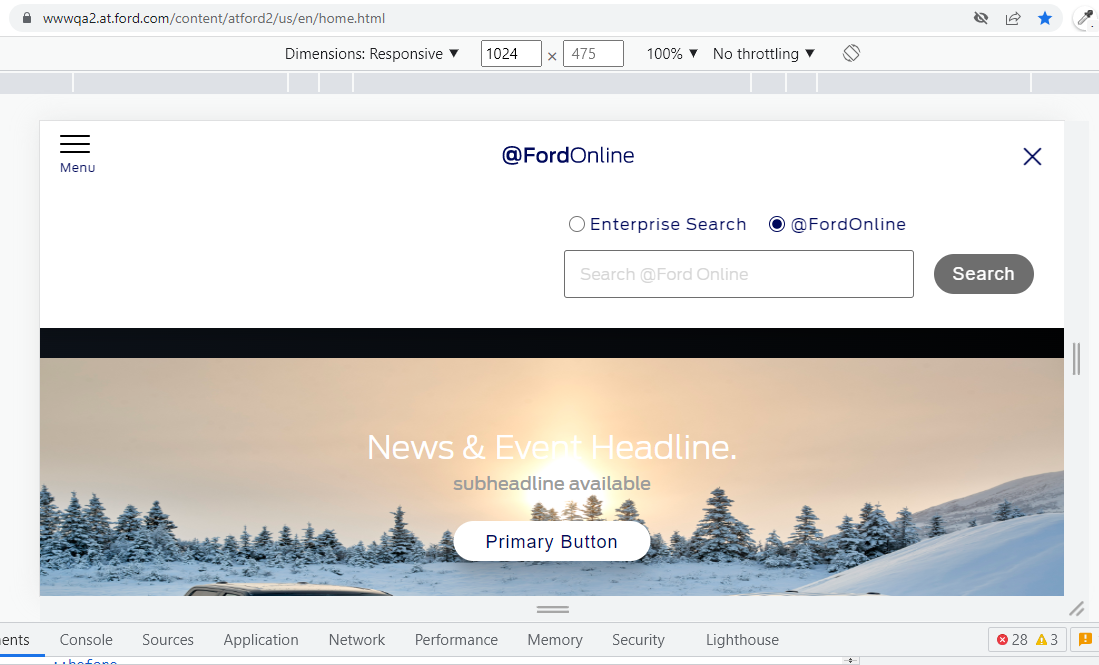 wwwqa2.at.ford.com/content/atford2/us/en/home.html
Dimensions: Responsive ▼ 1024 × 475 100% ▼ No throttling ▼
Menu
@FordOnline
Enterprise Search @FordOnline
Search @Ford Online
Search
News & Event Headline.
subheadline available
Primary Button
ents Console Sources Application Network Performance Memory Security Lighthouse 28 3